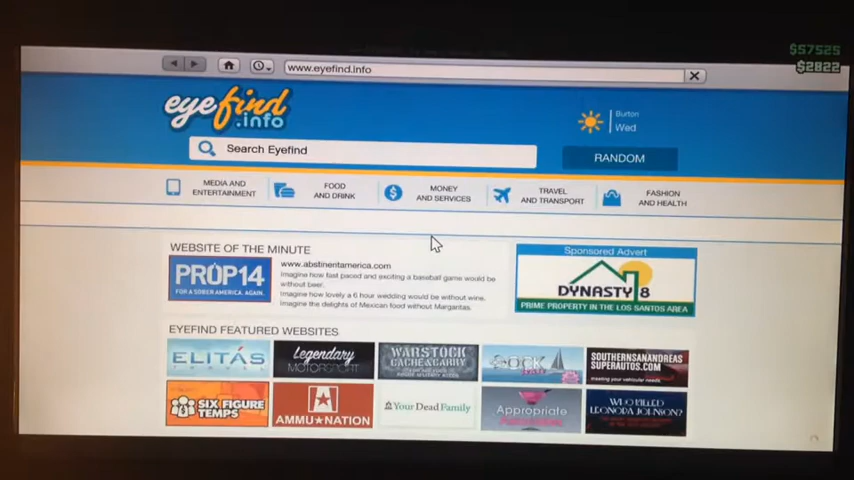 $57525
$2822
www.eyefind.info
eyefind
.info
Burton
Wed
Search Eyefind
RANDOM
MEDIA AND
ENTERTAINMENT
FOOD
AND DRINK
MONEY
AND SERVICES
TRAVEL
AND TRANSPORT
FASHION
AND HEALTH
WEBSITE OF THE MINUTE
PROP14
FOR A SOBER AMERICA. AGAIN.
www.abstinentamerica.com
Imagine how fast paced and exciting a baseball game would be
without beer.
Imagine how lovely a 6 hour wedding would be without wine.
Imagine the delights of Mexican food without Margaritas.
Sponsored Advert
DYNASTY 8
PRIME PROPERTY IN THE LOS SANTOS AREA
EYEFIND FEATURED WEBSITES
ELITÁS
Legendary
MOTORSPORT
WARSTOCK
CACHE & CARRY
DOCK
SOUTHERNSANANDREAS
SUPERAUTOS.COM
meeting your vehicular needs
SIX FIGURE
TEMPS
AMMU NATION
Your Dead Family
Appropriate
WHO KILLED
LEONORA JOHNSON?